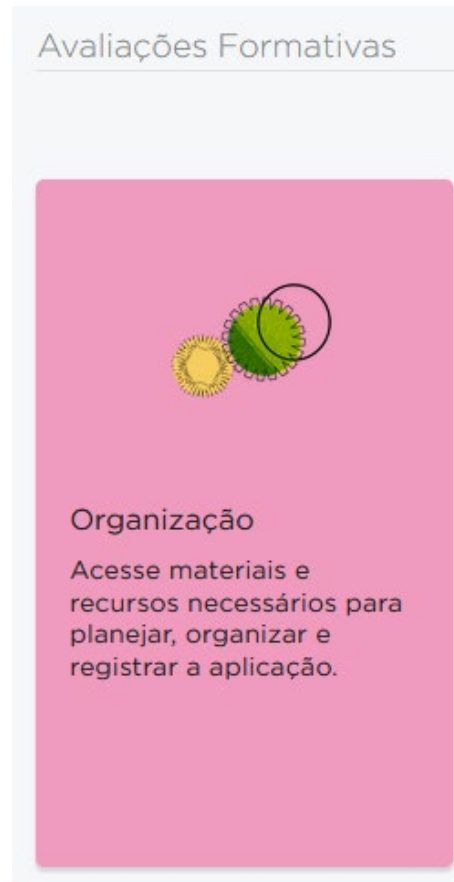 Avaliações Formativas
Organização
Acesse materiais e
recursos necessários para
planejar, organizar e
registrar a aplicação.